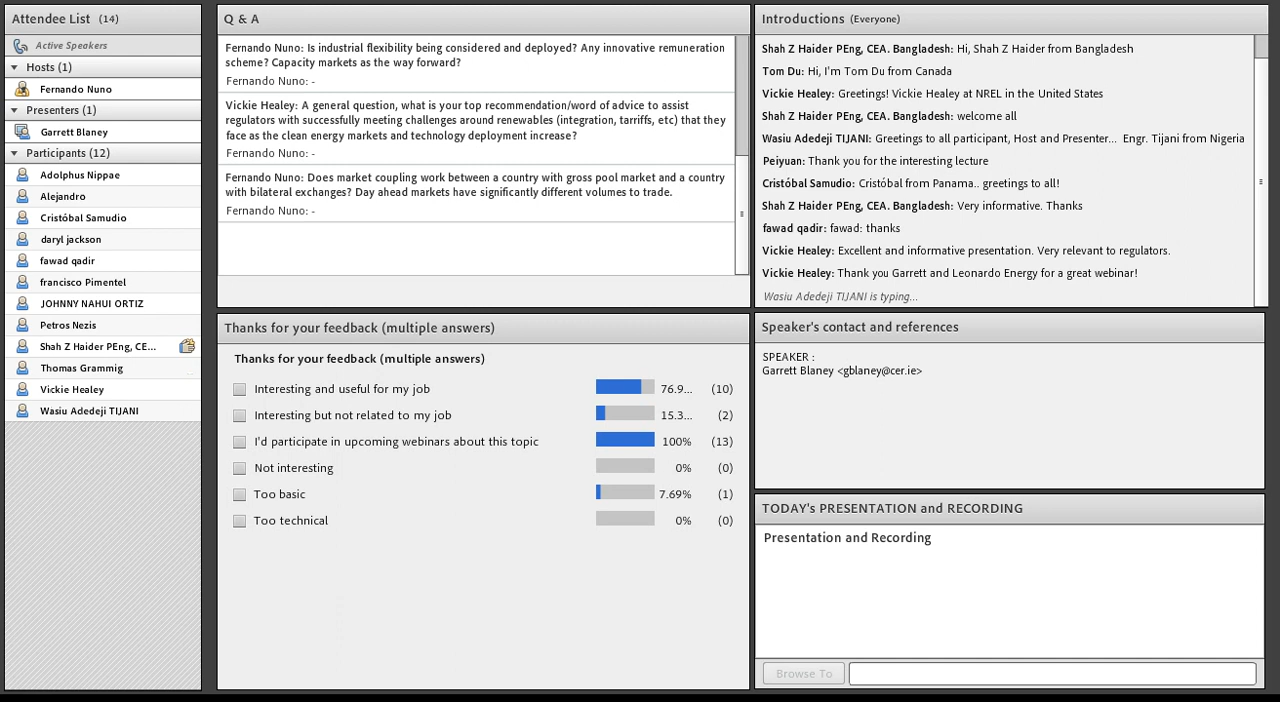 Attendee List (14)
Active Speakers
Hosts (1)
Fernando Nuno
Presenters (1)
Garrett Blaney
Participants (12)
Adolphus Nippae
Alejandro
Cristóbal Samudio
daryl jackson
fawad qadir
francisco Pimentel
JOHNNY NAHUI ORTIZ
Petros Nezis
Shah Z Haider PEng, CE...
Thomas Grammig
Vickie Healey
Wasiu Adedeji TIJANI
Q & A
Fernando Nuno: Is industrial flexibility being considered and deployed? Any innovative remuneration
scheme? Capacity markets as the way forward?
Fernando Nuno: -
Vickie Healey: A general question, what is your top recommendation/word of advice to assist
regulators with successfully meeting challenges around renewables (integration, tarriffs, etc) that they
face as the clean energy markets and technology deployment increase?
Fernando Nuno: -
Fernando Nuno: Does market coupling work between a country with gross pool market and a country
with bilateral exchanges? Day ahead markets have significantly different volumes to trade.
Fernando Nuno: -
Thanks for your feedback (multiple answers)
Thanks for your feedback (multiple answers)
Interesting and useful for my job 76.9... (10)
Interesting but not related to my job 15.3... (2)
I'd participate in upcoming webinars about this topic 100% (13)
Not interesting 0% (0)
Too basic 7.69% (1)
Too technical 0% (0)
Introductions (Everyone)
Shah Z Haider PEng, CEA. Bangladesh: Hi, Shah Z Haider from Bangladesh
Tom Du: Hi, I'm Tom Du from Canada
Vickie Healey: Greetings! Vickie Healey at NREL in the United States
Shah Z Haider PEng, CEA. Bangladesh: welcome all
Wasiu Adedeji TIJANI: Greetings to all participant, Host and Presenter... Engr. Tijani from Nigeria
Peiyuan: Thank you for the interesting lecture
Cristóbal Samudio: Cristóbal from Panama.. greetings to all!
Shah Z Haider PEng, CEA. Bangladesh: Very informative. Thanks
fawad qadir: fawad: thanks
Vickie Healey: Excellent and informative presentation. Very relevant to regulators.
Vickie Healey: Thank you Garrett and Leonardo Energy for a great webinar!
Wasiu Adedeji TIJANI is typing...
Speaker's contact and references
SPEAKER :
Garrett Blaney <gblaney@cer.ie>
TODAY's PRESENTATION and RECORDING
Presentation and Recording
Browse To